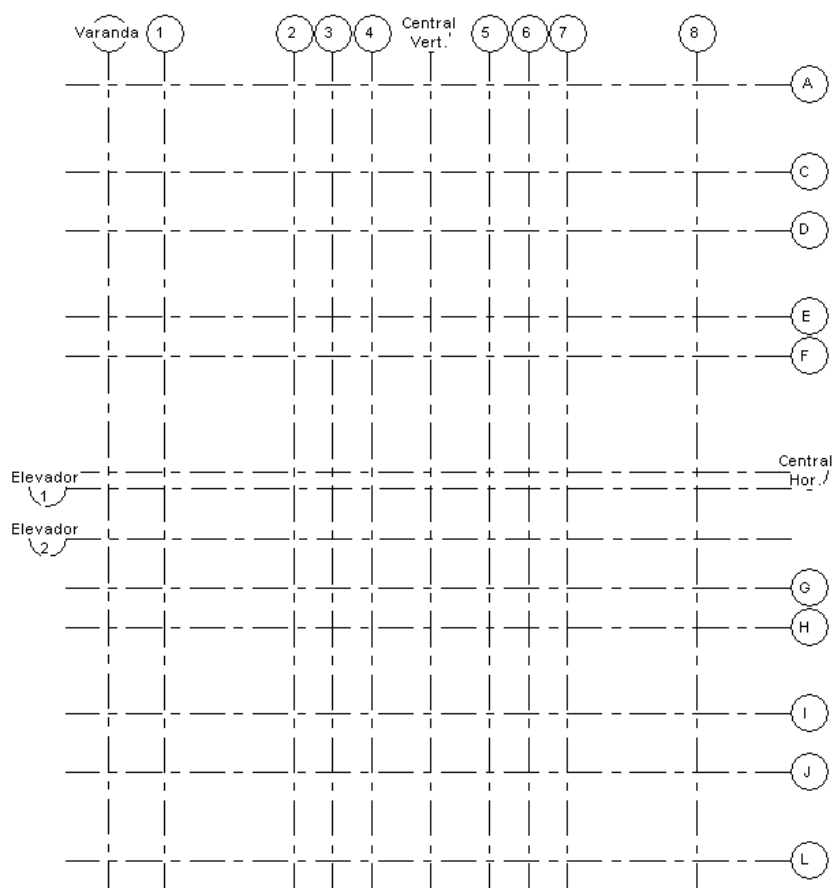 Varanda
1
2
3
4
Central
Vert.
5
6
7
8
A
C
D
E
F
Elevador
1
Central
Hor.
Elevador
2
G
H
I
J
L